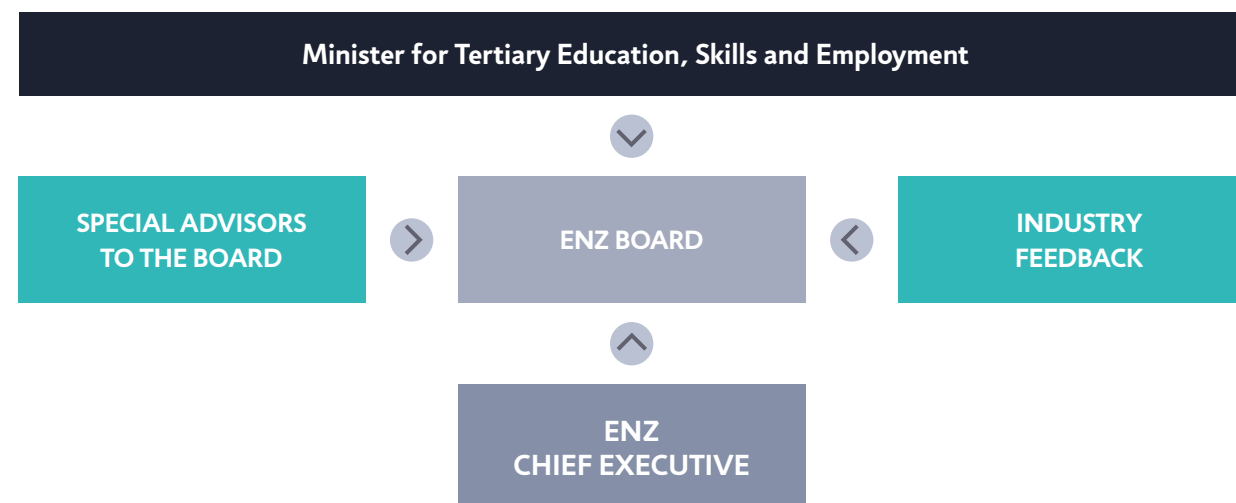 Minister for Tertiary Education, Skills and Employment
SPECIAL ADVISORS
TO THE BOARD
ENZ BOARD
INDUSTRY
FEEDBACK
ENZ
CHIEF EXECUTIVE